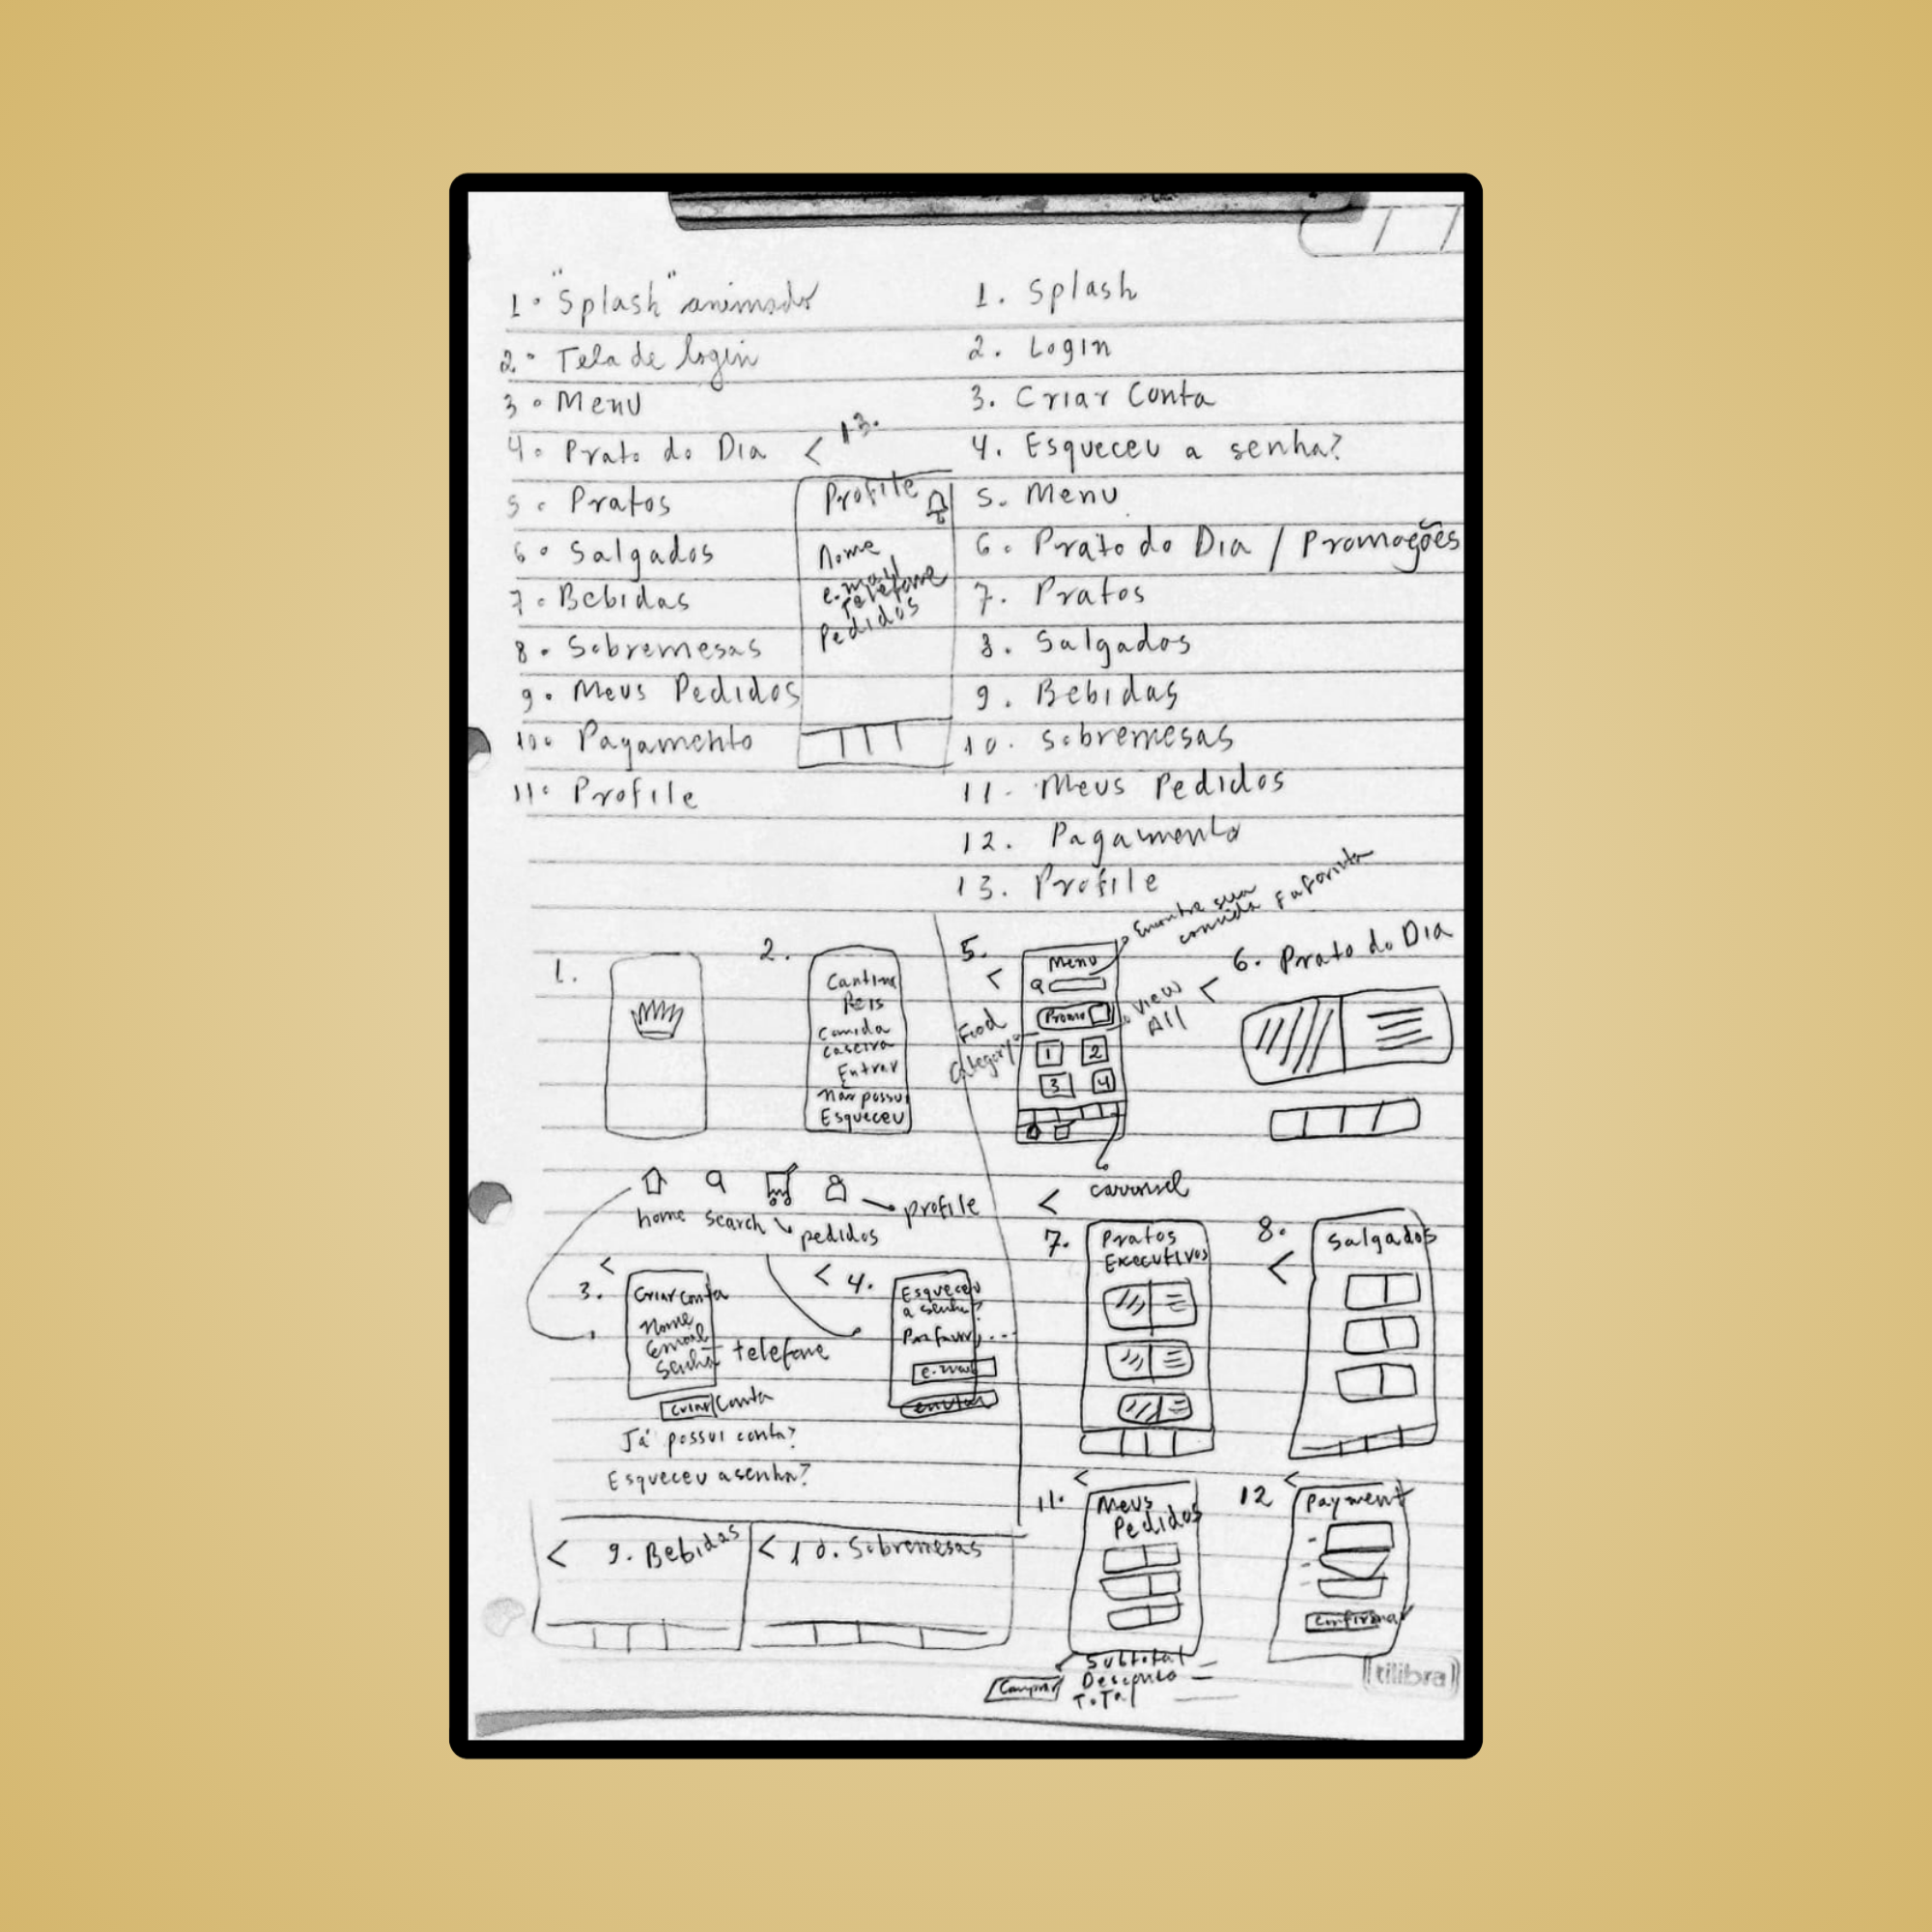 1. "Splash" animado
2. Tela de login
3. Menu
4. Prato do Dia
5. Pratos
6. Salgados
7. Bebidas
8. Sobremesas
9. Meus Pedidos
10. Pagamento
11. Profile
< 13.
Profile
Nome
e-mail
Telefone
Pedidos
1. Splash
2. Login
3. Criar Conta
4. Esqueceu a senha?
5. Menu
6. Prato do Dia / Promoções
7. Pratos
8. Salgados
9. Bebidas
10. Sobremesas
11. Meus Pedidos
12. Pagamento
13. Profile
1.
2.
Cantina
Reis
Comida
caseira
Entrar
Não possui
Esqueceu
5.
<
Menu
Encontre sua
comida Faforita
Promo
View
All
Food
Category
1 2
3 4
carrousel
< 6. Prato do Dia
home search
pedidos
profile
<
3.
Criar conta
Nome
Email
Senha
telefone
Criar Conta
Já possui conta?
Esqueceu a senha?
< 4.
Esqueceu
a senha?
Por favor, ...
e-mail
enviar
<
7.
Pratos
Executivos
8.
<
Salgados
< 9. Bebidas
< 10. Sobremesas
<
11.
Meus
Pedidos
Subtotal
Desconto
Total
Comprar
<
12
Payment
Confirmar
tilibra